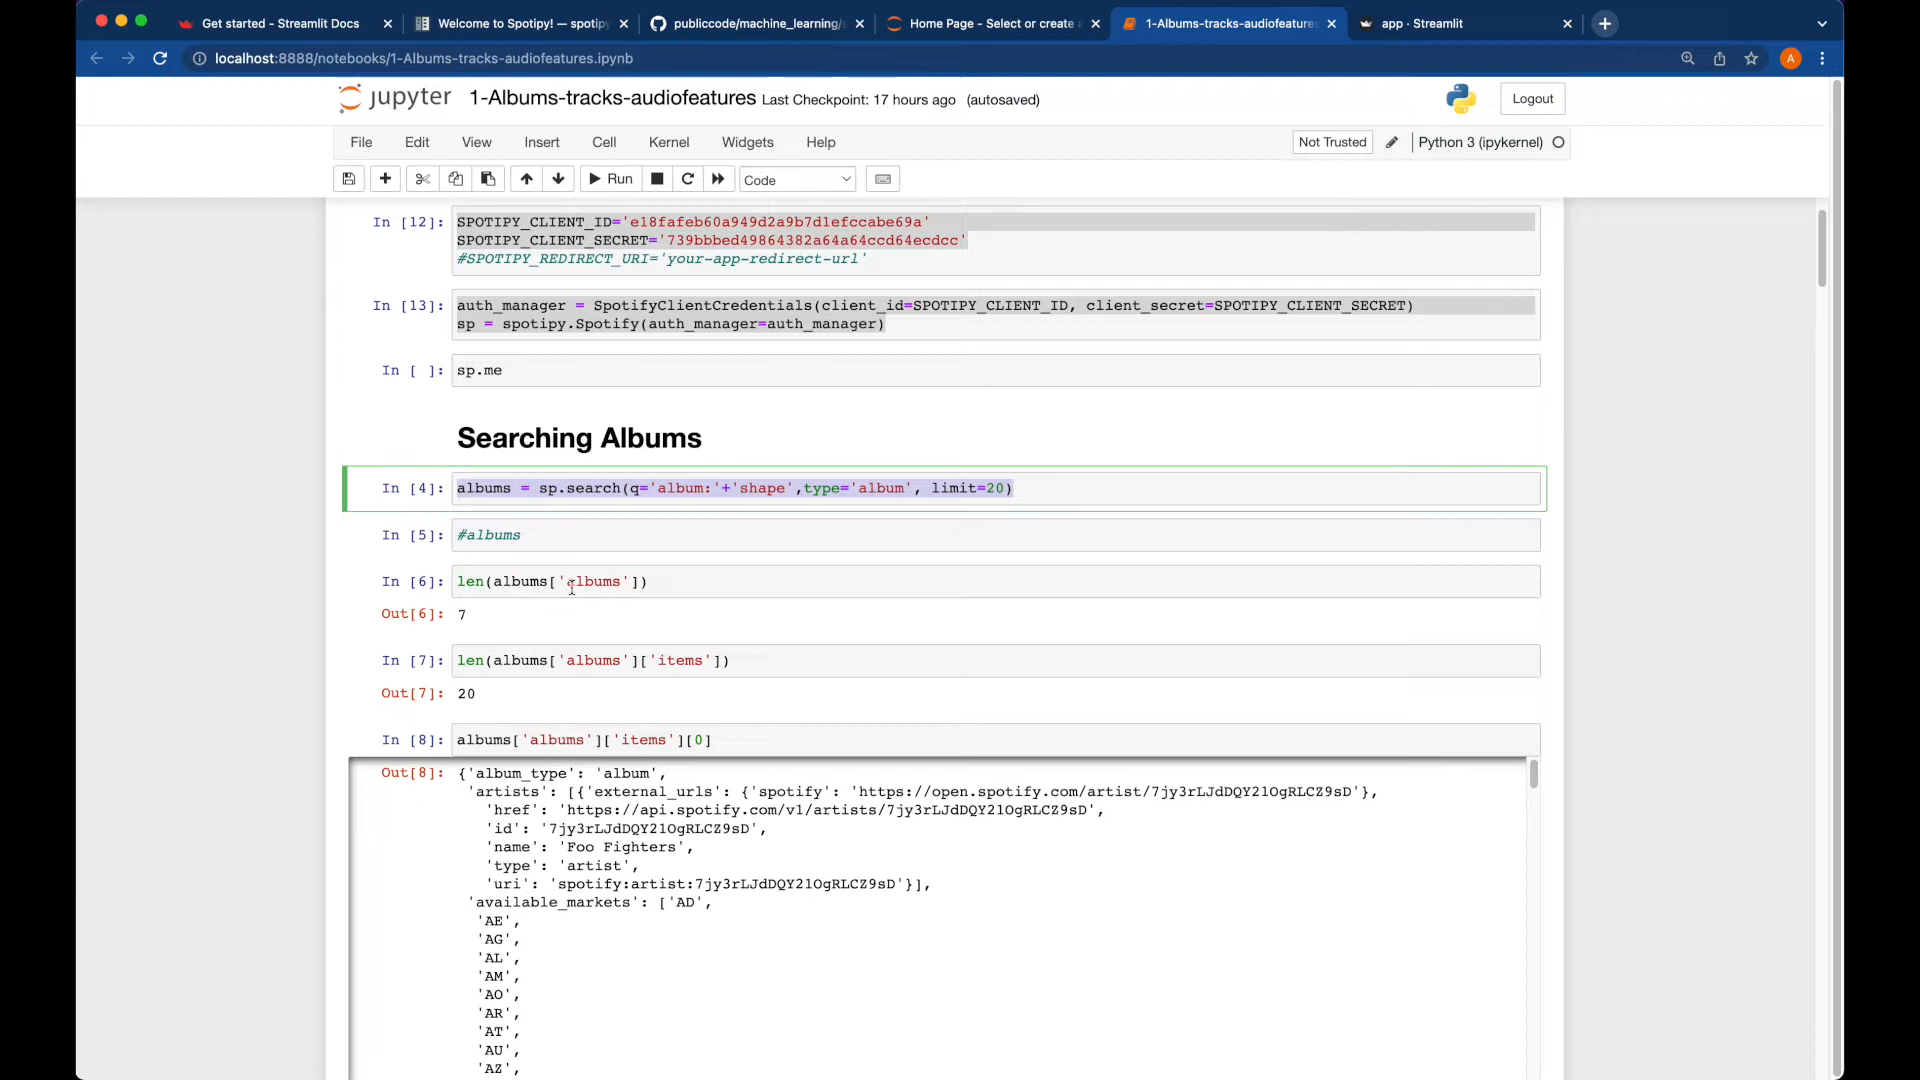 Get started - Streamlit Docs
Welcome to Spotipy! — spotip
publiccode/machine_learning/s
Home Page - Select or create a
1-Albums-tracks-audiofeature
app · Streamlit
localhost:8888/notebooks/1-Albums-tracks-audiofeatures.ipynb
A
jupyter 1-Albums-tracks-audiofeatures Last Checkpoint: 17 hours ago (autosaved)
Logout
File Edit View Insert Cell Kernel Widgets Help
Not Trusted
Python 3 (ipykernel)
Run
Code
In [12]: SPOTIPY_CLIENT_ID='e18fafeb60a949d2a9b7d1efccabe69a'
SPOTIPY_CLIENT_SECRET='739bbbed49864382a64a64ccd64ecdcc'
#SPOTIPY_REDIRECT_URI='your-app-redirect-url'
In [13]: auth_manager = SpotifyClientCredentials(client_id=SPOTIPY_CLIENT_ID, client_secret=SPOTIPY_CLIENT_SECRET)
sp = spotipy.Spotify(auth_manager=auth_manager)
In [ ]: sp.me
Searching Albums
In [4]: albums = sp.search(q='album:'+'shape',type='album', limit=20)
In [5]: #albums
In [6]: len(albums['albums'])
Out[6]: 7
In [7]: len(albums['albums']['items'])
Out[7]: 20
In [8]: albums['albums']['items'][0]
Out[8]: {'album_type': 'album',
'artists': [{'external_urls': {'spotify': 'https://open.spotify.com/artist/7jy3rLJdDQY21OgRLCZ9sD'},
'href': 'https://api.spotify.com/v1/artists/7jy3rLJdDQY21OgRLCZ9sD',
'id': '7jy3rLJdDQY21OgRLCZ9sD',
'name': 'Foo Fighters',
'type': 'artist',
'uri': 'spotify:artist:7jy3rLJdDQY21OgRLCZ9sD'}],
'available_markets': ['AD',
'AE',
'AG',
'AL',
'AM',
'AO',
'AR',
'AT',
'AU',
'AZ',